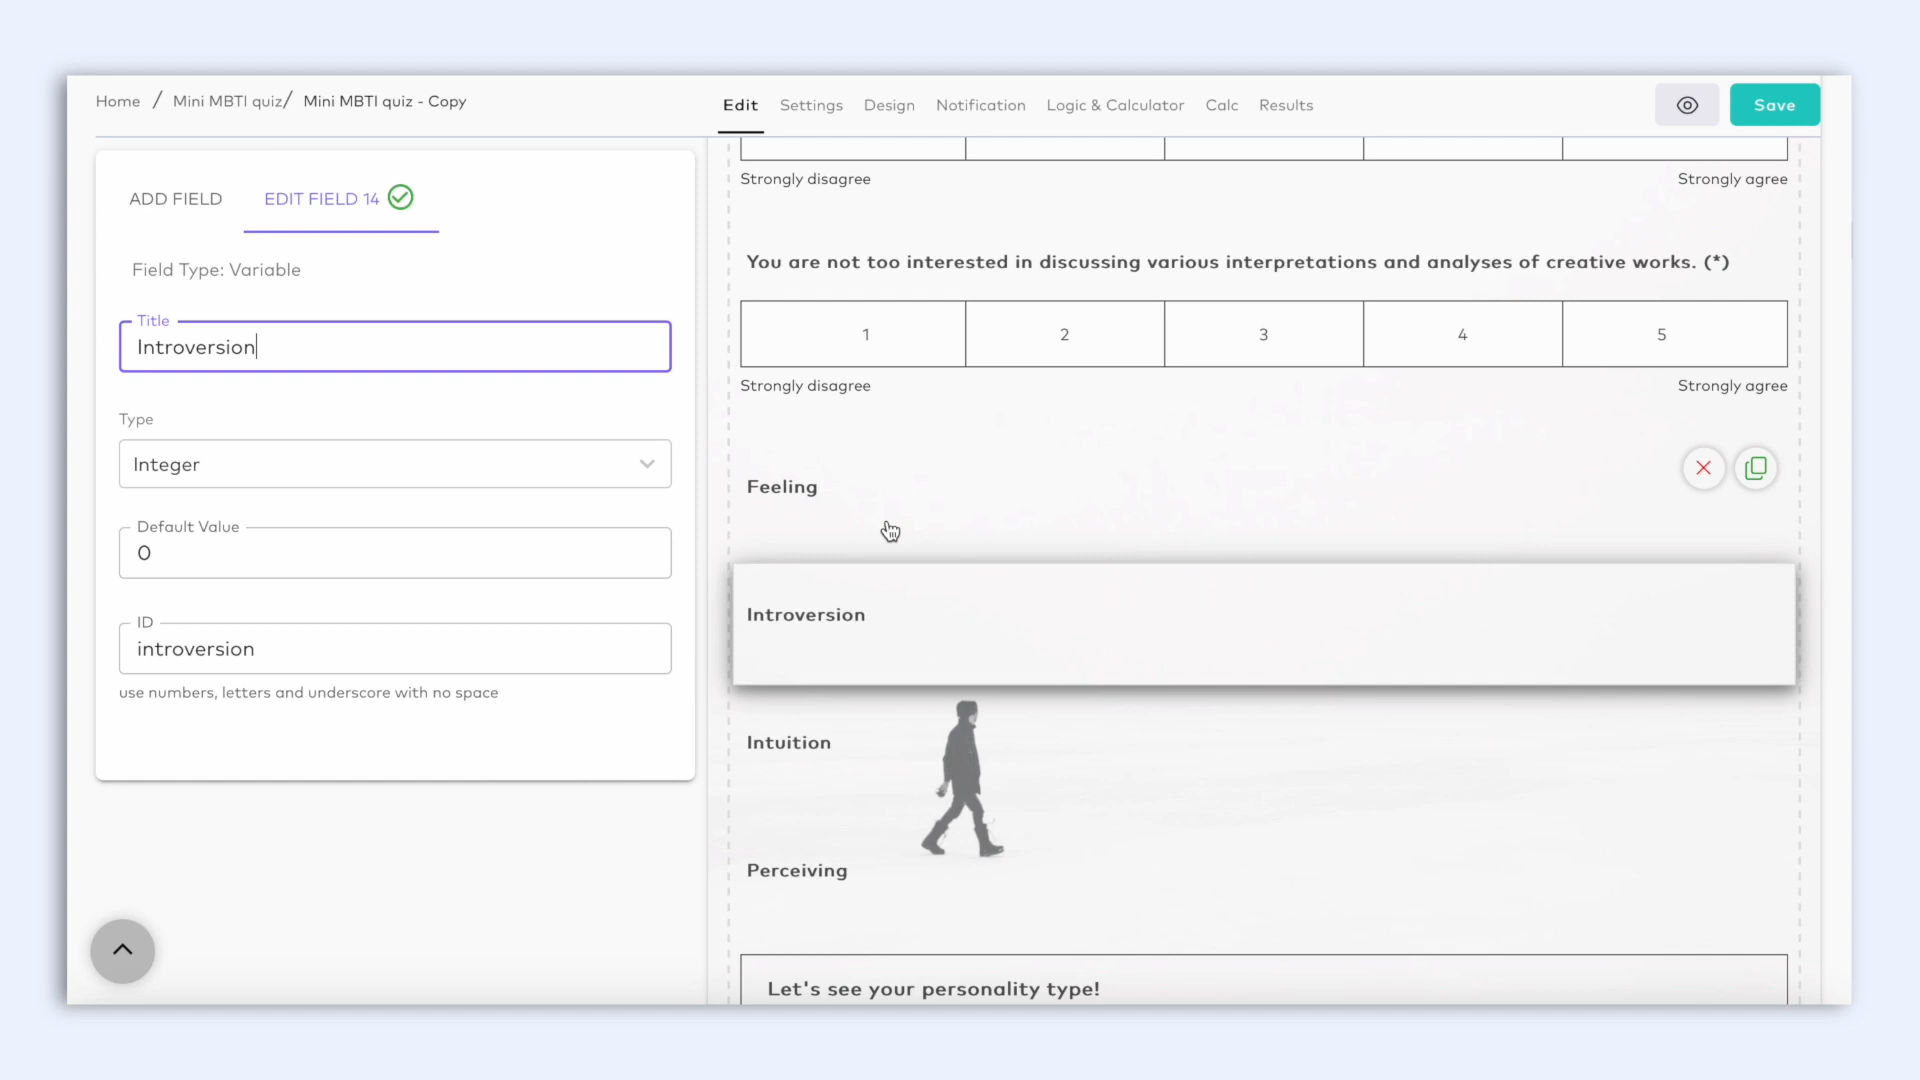 Home / Mini MBTI quiz/ Mini MBTI quiz - Copy
Edit Settings Design Notification Logic & Calculator Calc Results
Save
ADD FIELD EDIT FIELD 14
Field Type: Variable
Title
Introversion
Type
Integer
Default Value
0
ID
introversion
use numbers, letters and underscore with no space
Strongly disagree Strongly agree
You are not too interested in discussing various interpretations and analyses of creative works. (*)
1 2 3 4 5
Strongly disagree Strongly agree
Feeling
Introversion
Intuition
Perceiving
Let's see your personality type!